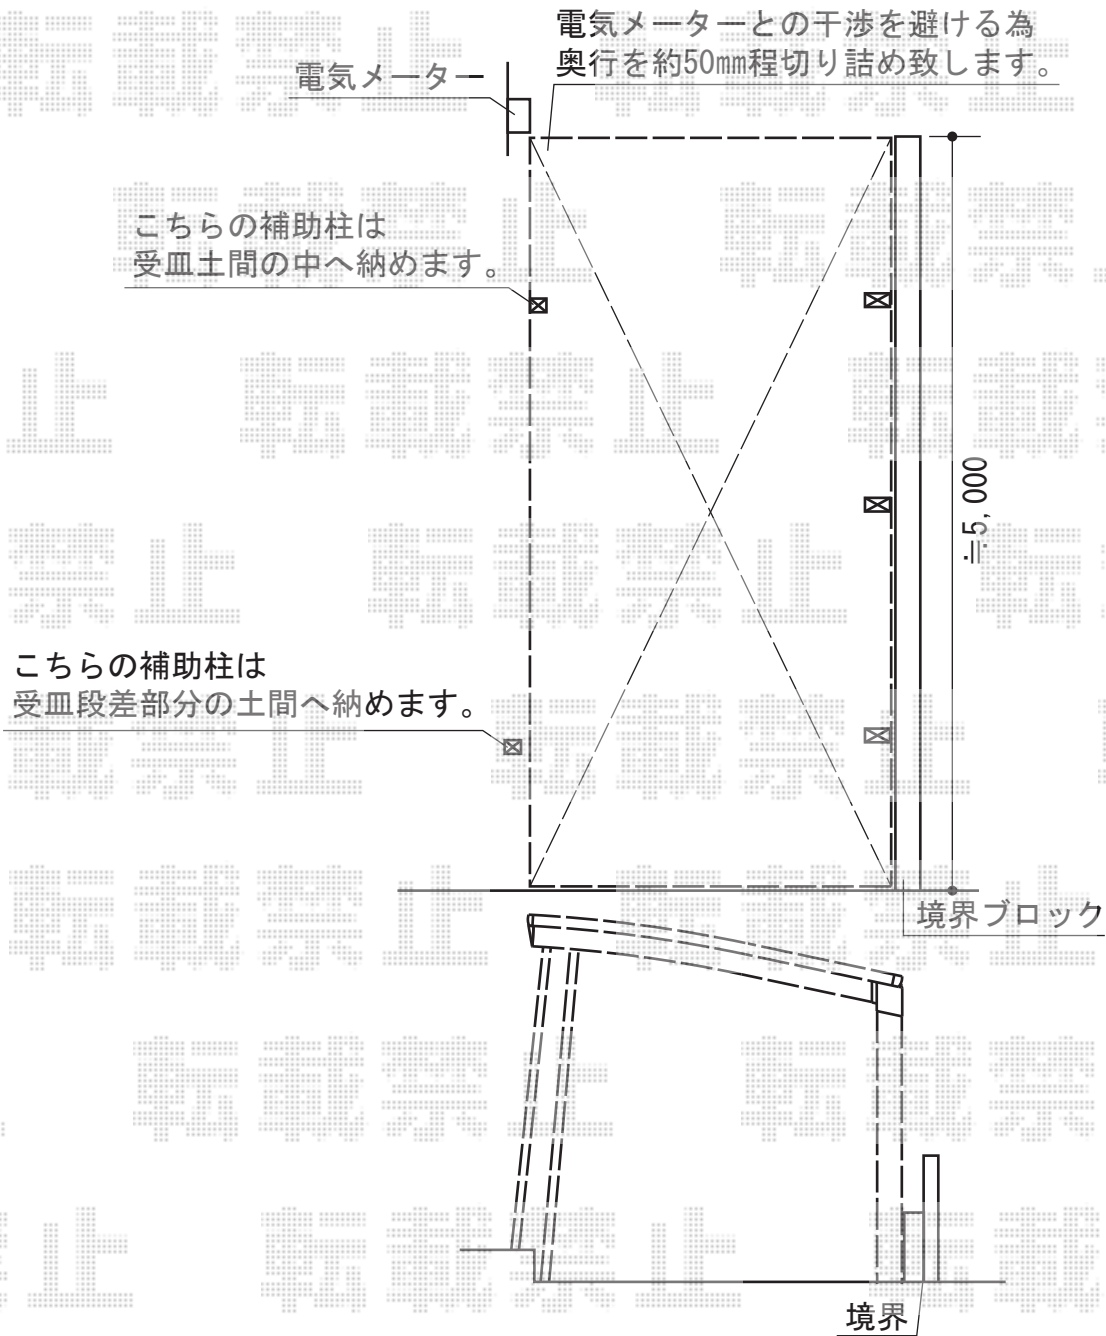 電気メーターとの干渉を避ける為
奥行を約50mm程切り詰め致します。
電気メーター
こちらの補助柱は
受皿土間の中へ納めます。
≒5,000
こちらの補助柱は
受皿段差部分の土間へ納めます。
境界ブロック
境界
転載禁止